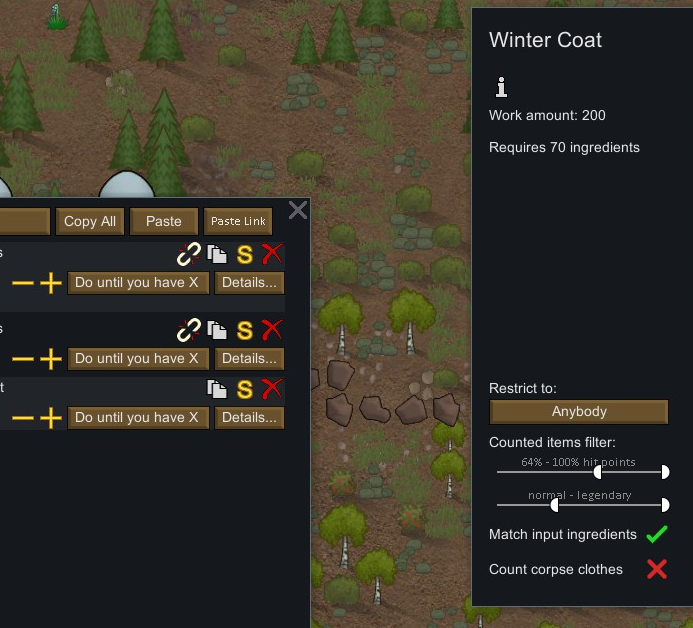 Winter Coat
Work amount: 200
Requires 70 ingredients
Copy All
Paste
Paste Link
s
S
Do until you have X
Details...
s
S
Do until you have X
Details...
t
S
Do until you have X
Details...
Restrict to:
Anybody
Counted items filter:
64% - 100% hit points
normal - legendary
Match input ingredients
Count corpse clothes